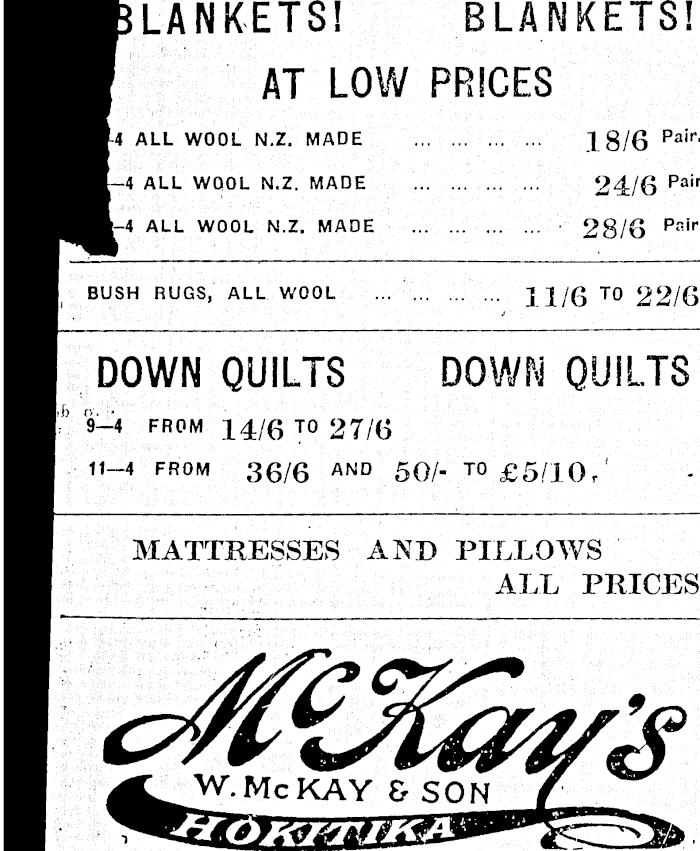 BLANKETS! BLANKETS!
AT LOW PRICES
—4 ALL WOOL N.Z. MADE ... ... ... ... 18/6 Pair.
—4 ALL WOOL N.Z. MADE ... ... ... ... 24/6 Pair
—4 ALL WOOL N.Z. MADE ... ... ... ... 28/6 Pair
BUSH RUGS, ALL WOOL ... ... ... ... 11/6 TO 22/6
DOWN QUILTS DOWN QUILTS
9—4 FROM 14/6 TO 27/6
11—4 FROM 36/6 AND 50/- TO £5/10.
MATTRESSES AND PILLOWS
ALL PRICES
McKay's
W. McKAY & SON
HOKITIKA